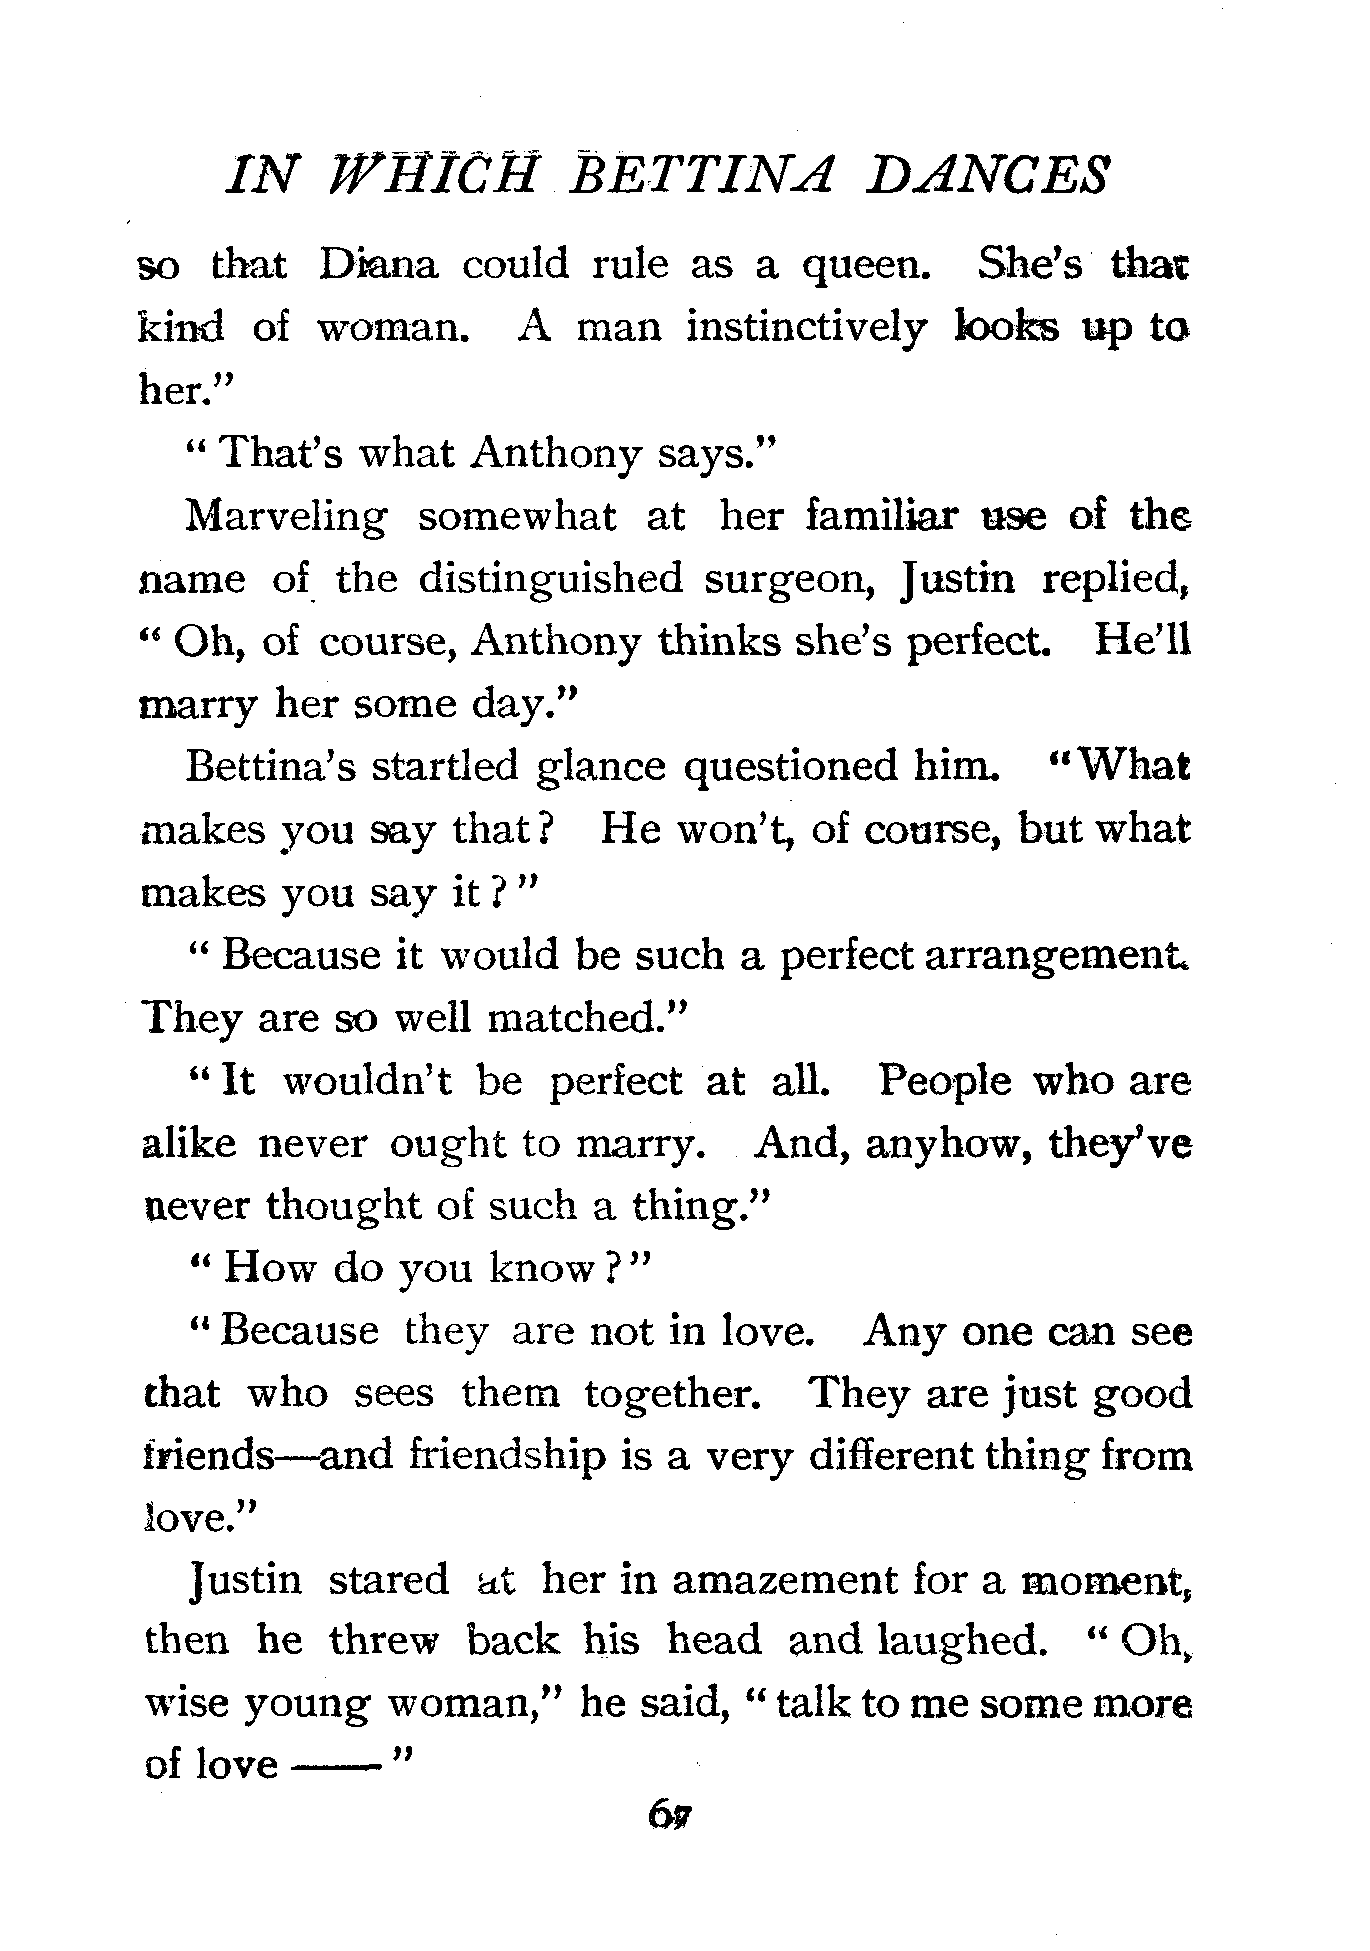 IN WHICH BETTINA DANCES
so that Diana could rule as a queen. She's that
kind of woman. A man instinctively looks up to
her."
" That's what Anthony says."
Marveling somewhat at her familiar use of the
name of the distinguished surgeon, Justin replied,
" Oh, of course, Anthony thinks she's perfect. He'll
marry her some day."
Bettina's startled glance questioned him. "What
makes you say that? He won't, of course, but what
makes you say it?"
" Because it would be such a perfect arrangement.
They are so well matched."
" It wouldn't be perfect at all. People who are
alike never ought to marry. And, anyhow, they've
never thought of such a thing."
" How do you know?"
" Because they are not in love. Any one can see
that who sees them together. They are just good
friends—and friendship is a very different thing from
love."
Justin stared at her in amazement for a moment,
then he threw back his head and laughed. " Oh,
wise young woman," he said, " talk to me some more
of love —— "
67